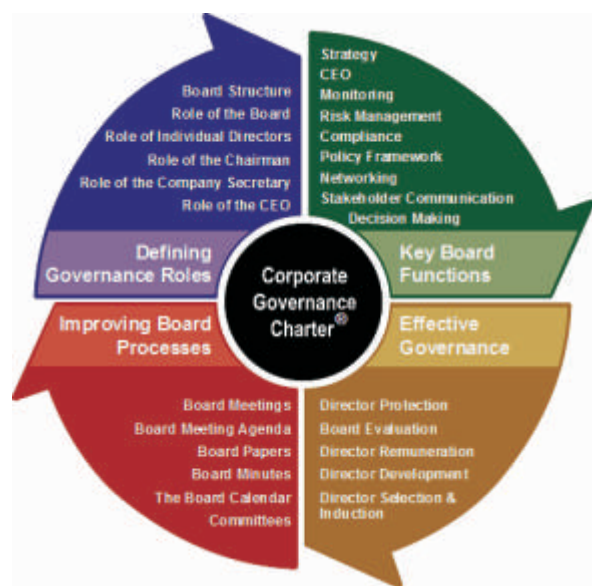 Board Structure
Role of the Board
Role of Individual Directors
Role of the Chairman
Role of the Company Secretary
Role of the CEO
Defining
Governance Roles
Strategy
CEO
Monitoring
Risk Management
Compliance
Policy Framework
Networking
Stakeholder Communication
Decision Making
Key Board
Functions
Corporate
Governance
Charter®
Improving Board
Processes
Board Meetings
Board Meeting Agenda
Board Papers
Board Minutes
The Board Calendar
Committees
Effective
Governance
Director Protection
Board Evaluation
Director Remuneration
Director Development
Director Selection &
Induction